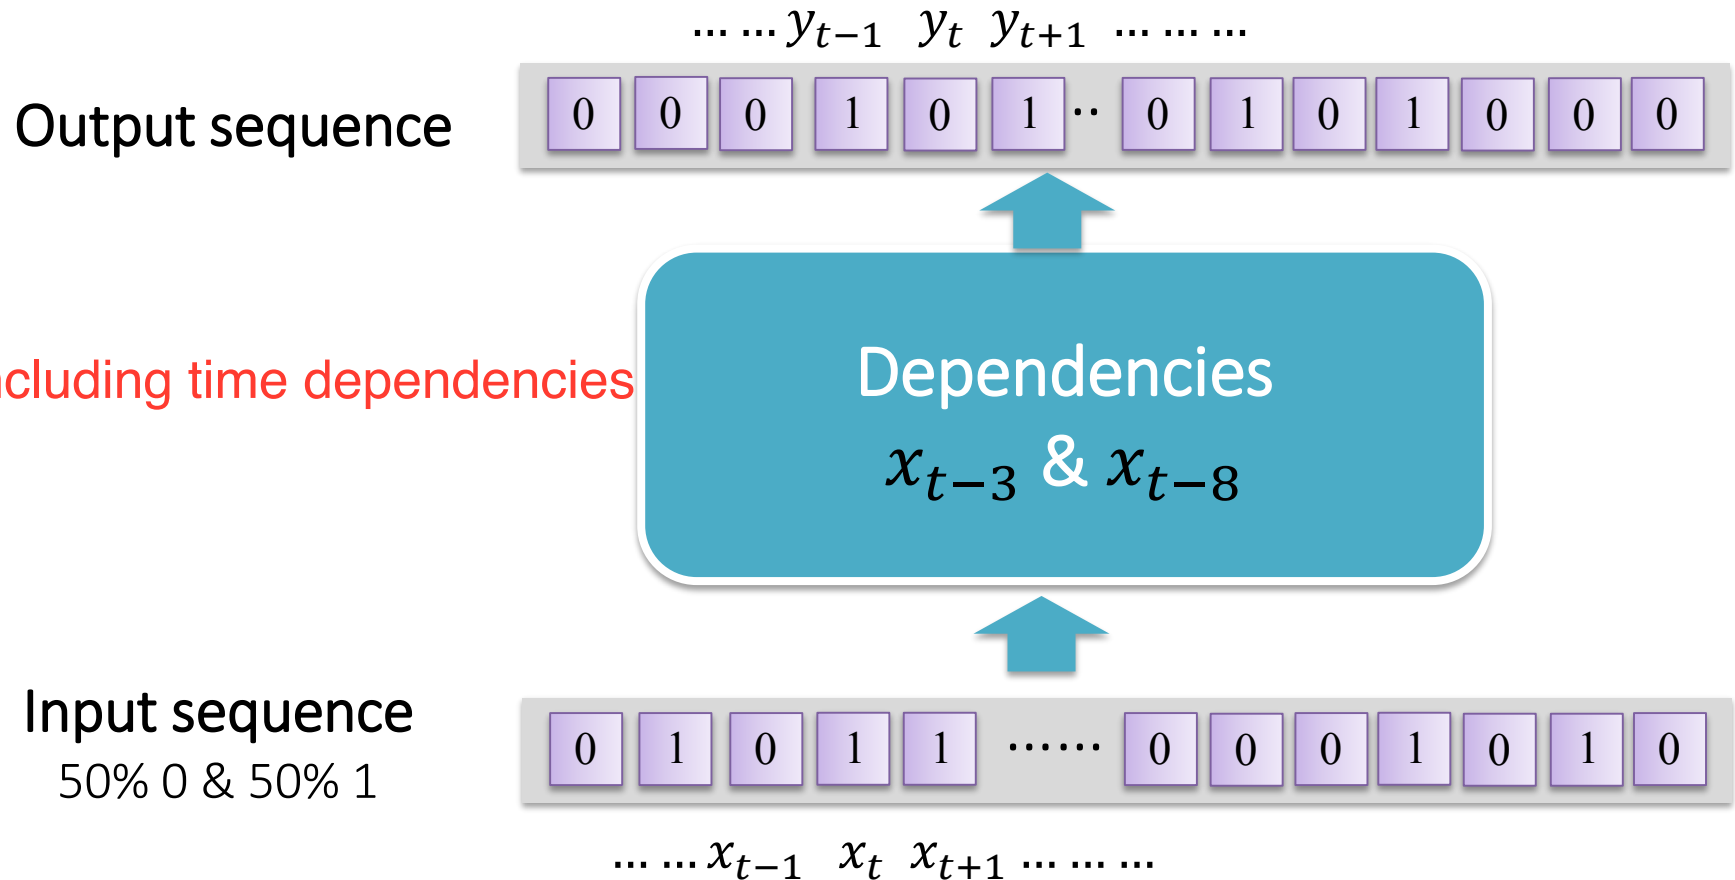 ... ... y_{t-1} y_t y_{t+1} ... ... ...
Output sequence
0 0 0 1 0 1 .. 0 1 0 1 0 0 0
Dependencies
time dependencies
x_{t-3} & x_{t-8}
Input sequence
0 1 0 1 1 ...... 0 0 0 1 0 1 0
50% 0 & 50% 1
... ... x_{t-1} x_t x_{t+1} ... ... ...